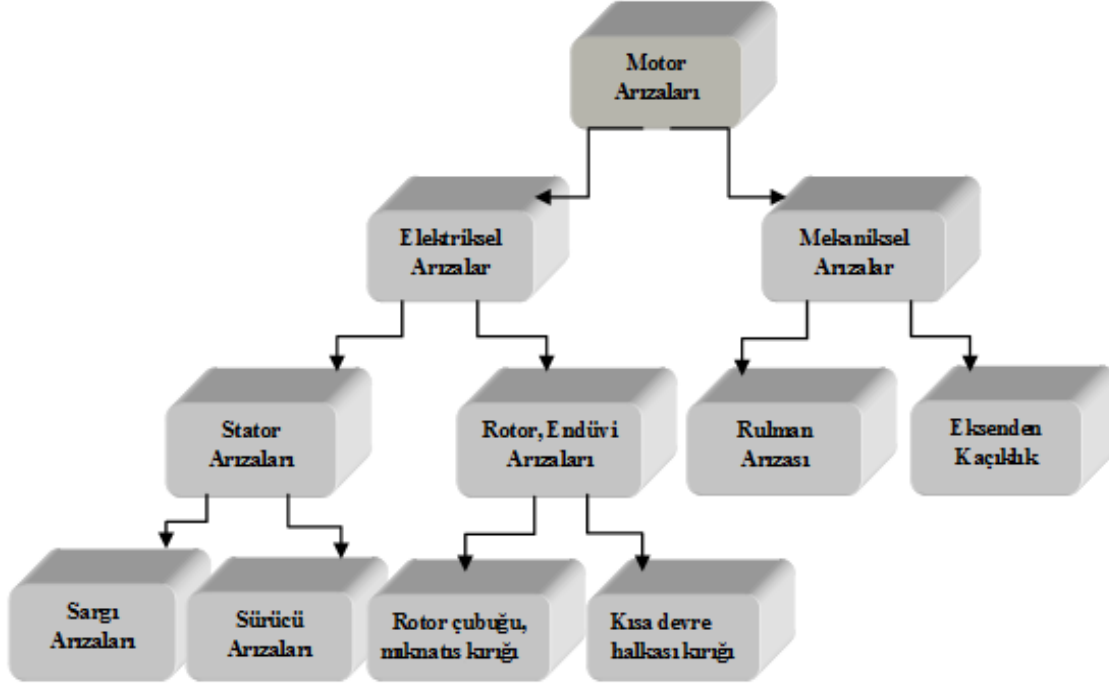 Motor
Arızaları
Elektriksel
Arızalar
Mekaniksel
Arızalar
Stator
Arızaları
Rotor, Endüvi
Arızaları
Rulman
Arızası
Eksenden
Kaçıklık
Sargı
Arızaları
Sürücü
Arızaları
Rotor çubuğu,
mıknatıs kırığı
Kısa devre
halkası kırığı